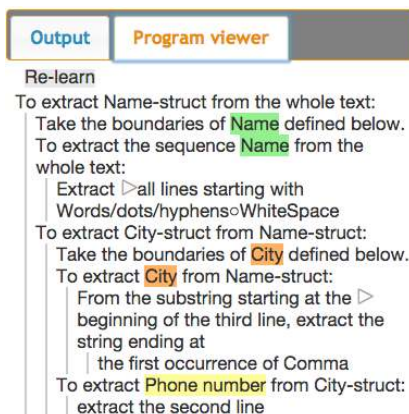 Output Program viewer
Re-learn
To extract Name-struct from the whole text:
Take the boundaries of Name defined below.
To extract the sequence Name from the
whole text:
Extract ▷all lines starting with
Words/dots/hyphens○WhiteSpace
To extract City-struct from Name-struct:
Take the boundaries of City defined below.
To extract City from Name-struct:
From the substring starting at the ▷
beginning of the third line, extract the
string ending at
the first occurrence of Comma
To extract Phone number from City-struct:
extract the second line